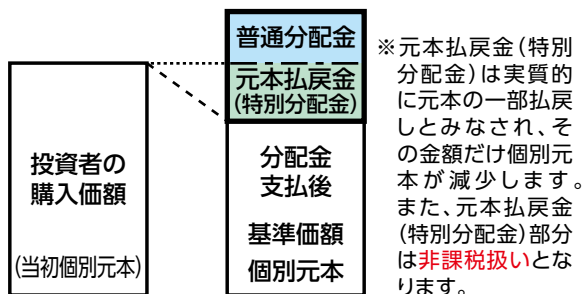 投資者の
購入価額
(当初個別元本)
普通分配金
元本払戻金
(特別分配金)
分配金
支払後
基準価額
個別元本
※元本払戻金(特別
分配金)は実質的
に元本の一部払戻
しとみなされ、そ
の金額だけ個別元
本が減少します。
また、元本払戻金
(特別分配金)部分
は非課税扱いとな
ります。